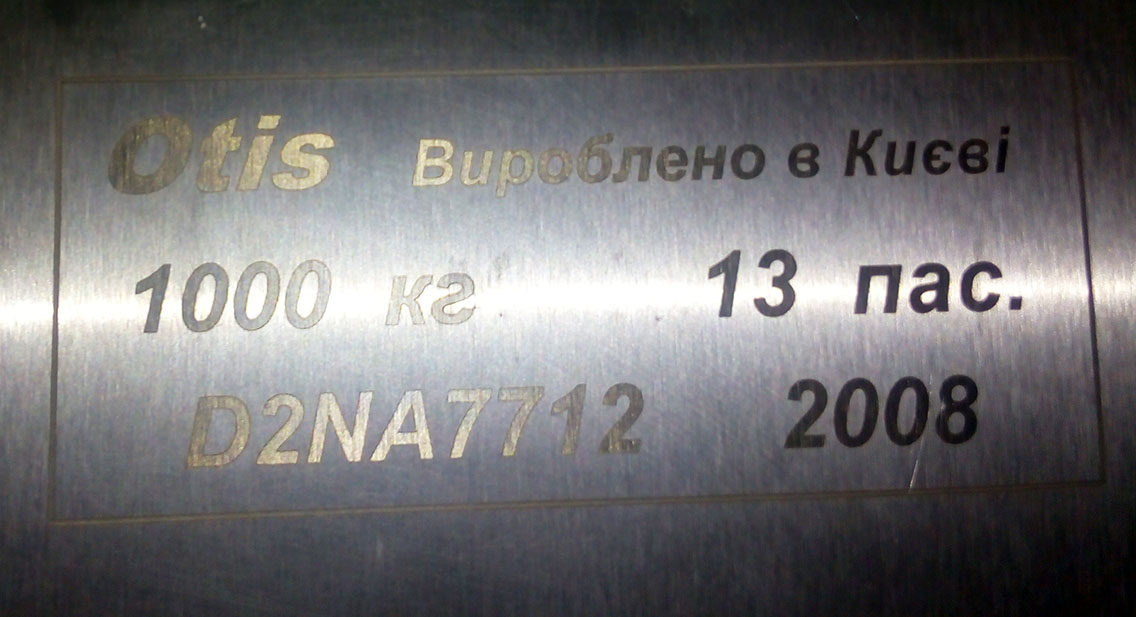 Otis Вироблено в Києві
1000 кг 13 пас.
D2NA7712 2008